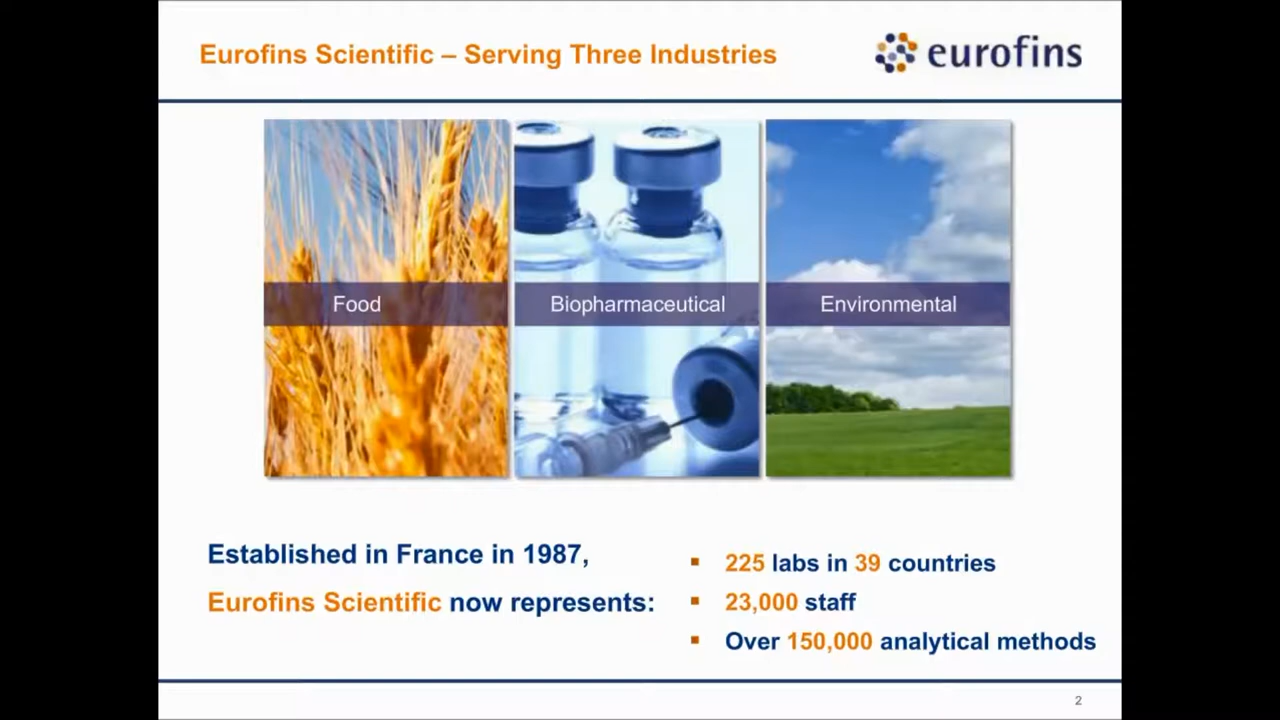 Eurofins Scientific – Serving Three Industries
eurofins
Food
Biopharmaceutical
Environmental
Established in France in 1987,
Eurofins Scientific now represents:
▪ 225 labs in 39 countries
▪ 23,000 staff
▪ Over 150,000 analytical methods
2